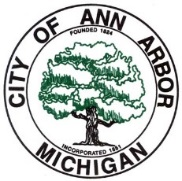 CITY OF ANN ARBOR
FOUNDED 1824
INCORPORATED 1851
MICHIGAN